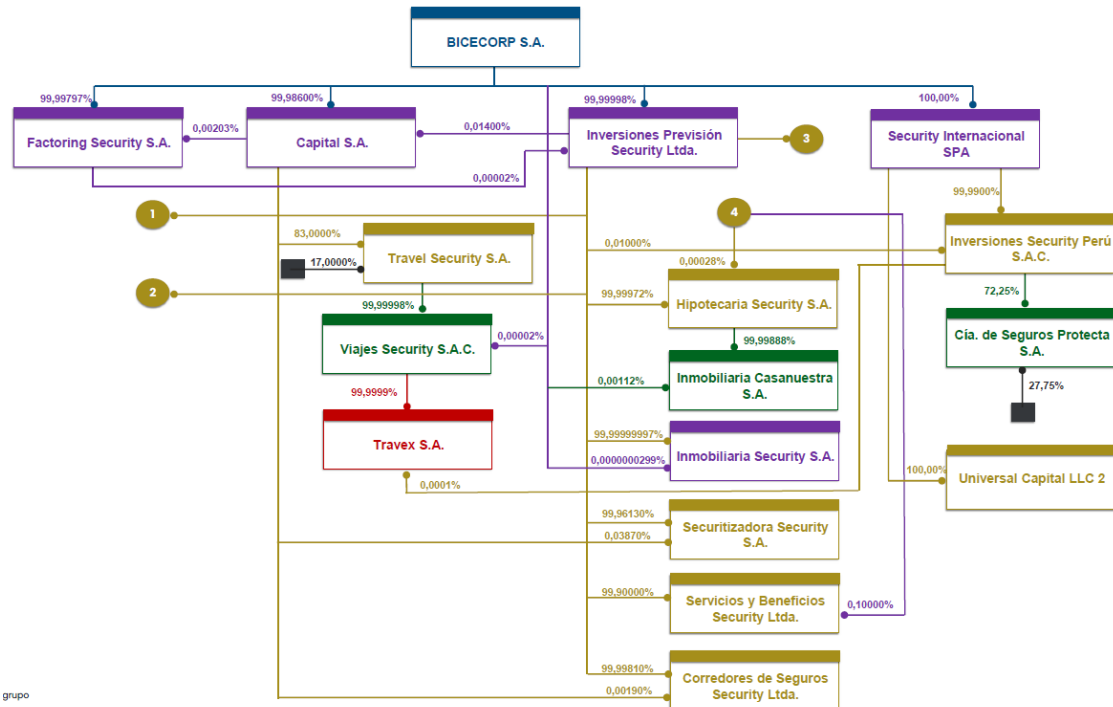 BICECORP S.A.
99,99797%
99,98600%
99,99998%
100,00%
Factoring Security S.A.
0,00203%
Capital S.A.
0,01400%
Inversiones Previsión
Security Ltda.
3
Security Internacional
SPA
0,00002%
99,9900%
1
4
83,0000%
Travel Security S.A.
17,0000%
0,01000%
Inversiones Security Perú
S.A.C.
0,00028%
2
99,99998%
99,99972%
Hipotecaria Security S.A.
72,25%
Viajes Security S.A.C.
0,00002%
99,99888%
Cía. de Seguros Protecta
S.A.
99,9999%
0,00112%
Inmobiliaria Casanuestra
S.A.
27,75%
Travex S.A.
99,99999997%
0,0000000299%
Inmobiliaria Security S.A.
0,0001%
100,00%
Universal Capital LLC 2
99,96130%
0,03870%
Securitizadora Security
S.A.
99,90000%
Servicios y Beneficios
Security Ltda.
0,10000%
99,99810%
0,00190%
Corredores de Seguros
Security Ltda.
grupo